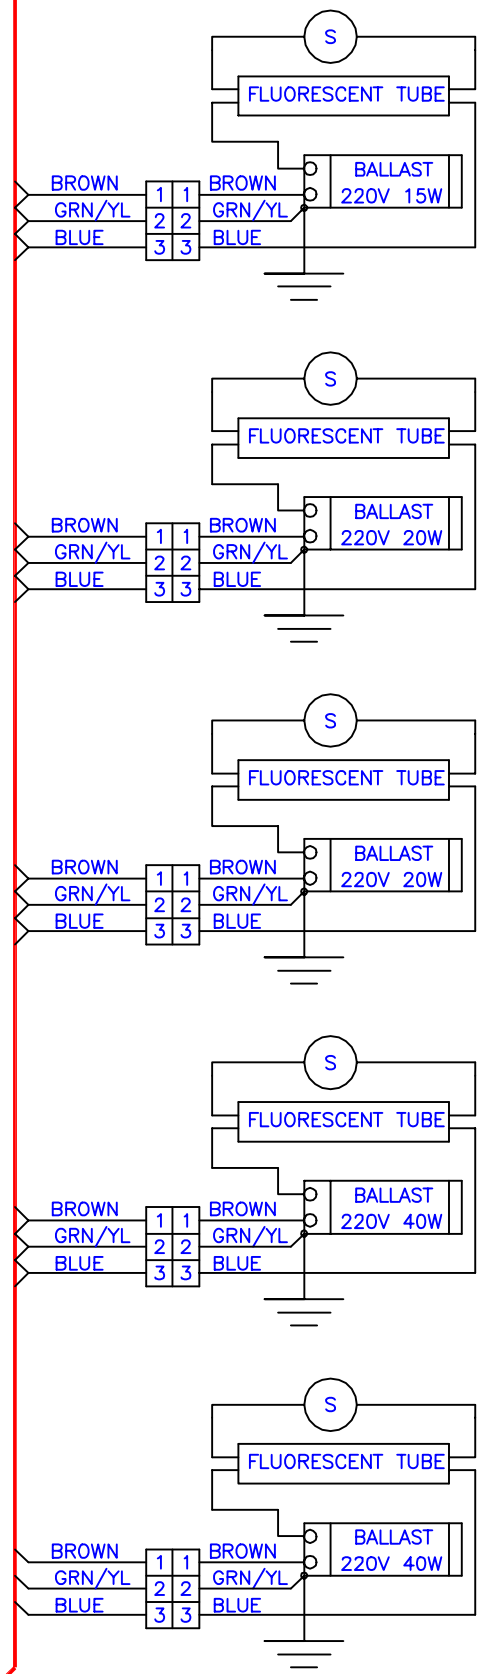 S
FLUORESCENT TUBE
BALLAST
220V 15W
BROWN 1 1 BROWN
GRN/YL 2 2 GRN/YL
BLUE 3 3 BLUE
S
FLUORESCENT TUBE
BALLAST
220V 20W
BROWN 1 1 BROWN
GRN/YL 2 2 GRN/YL
BLUE 3 3 BLUE
S
FLUORESCENT TUBE
BALLAST
220V 20W
BROWN 1 1 BROWN
GRN/YL 2 2 GRN/YL
BLUE 3 3 BLUE
S
FLUORESCENT TUBE
BALLAST
220V 40W
BROWN 1 1 BROWN
GRN/YL 2 2 GRN/YL
BLUE 3 3 BLUE
S
FLUORESCENT TUBE
BALLAST
220V 40W
BROWN 1 1 BROWN
GRN/YL 2 2 GRN/YL
BLUE 3 3 BLUE